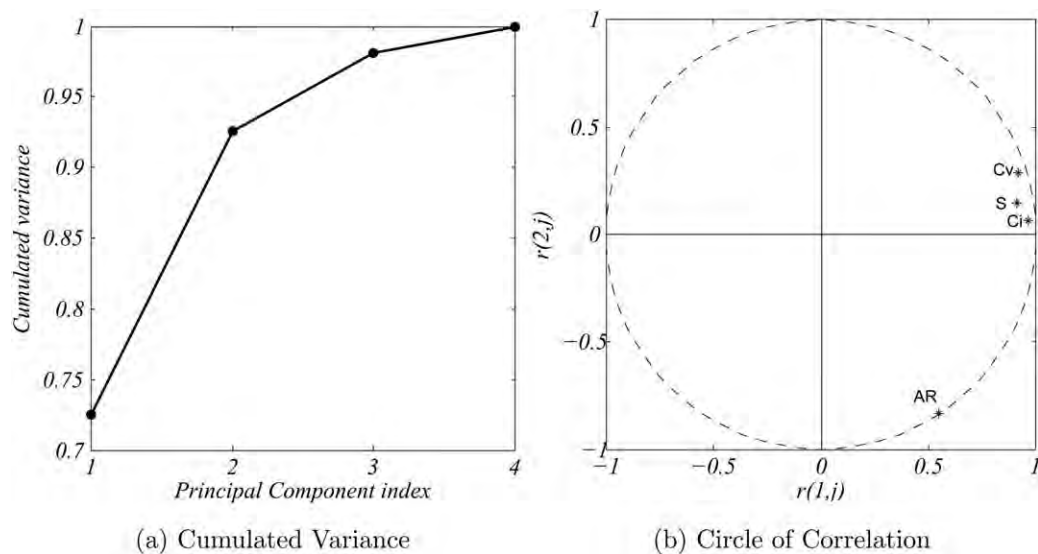 1
0.95
0.9
0.85
0.8
0.75
0.7
1 2 3 4
Cumulated variance
Principal Component index
(a) Cumulated Variance
1
0.5
0
−0.5
−1
−1 −0.5 0 0.5 1
r(2,j)
r(1,j)
Cv
S
Ci
AR
(b) Circle of Correlation